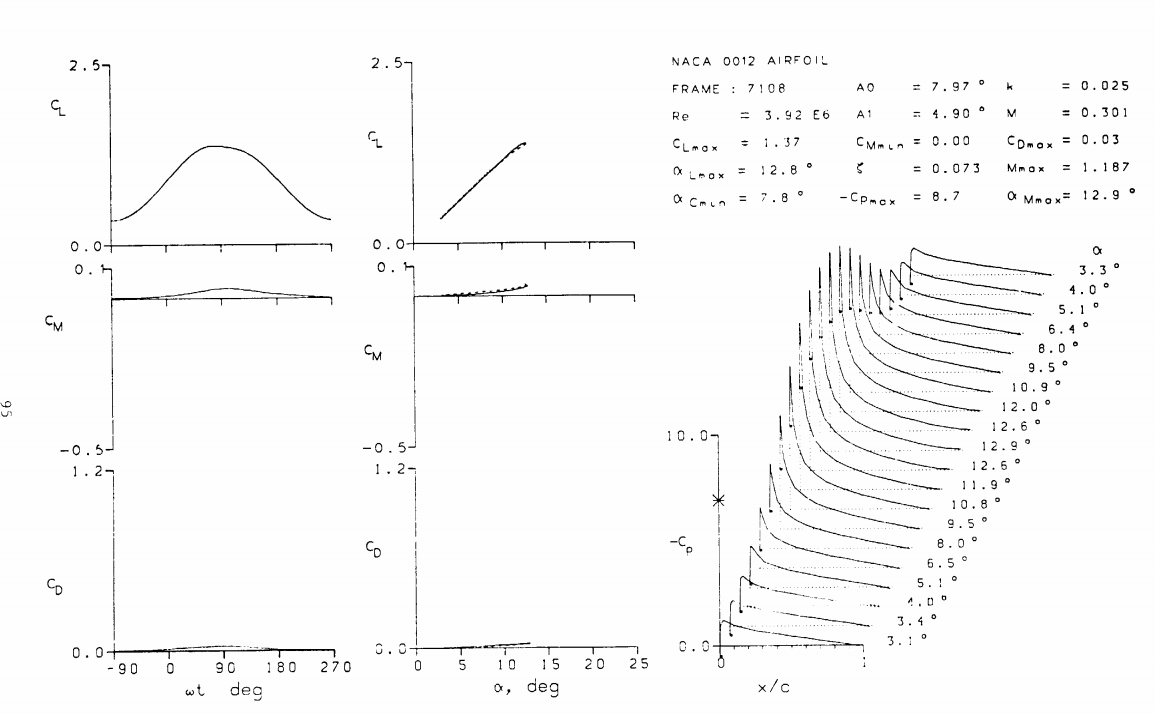 NACA 0012 AIRFOIL
FRAME : 7108 A0 = 7.97 ° k = 0.025
Re = 3.92 E6 A1 = 4.90 ° M = 0.301
CLmax = 1.37 CMmin = 0.00 CDmax = 0.03
αLmax = 12.8 ° ζ = 0.073 Mmax = 1.187
αCmin = 7.8 ° -CPmax = 8.7 αMmax = 12.9 °
2.5
CL
0.0
2.5
CL
0.0
0.1
CM
-0.5
0.1
CM
-0.5
1.2
CD
0.0
-90 0 90 180 270
ωt deg
1.2
CD
0.0
0 5 10 15 20 25
α, deg
α
3.3 °
4.0 °
5.1 °
6.4 °
8.0 °
9.5 °
10.9 °
12.0 °
12.6 °
12.9 °
12.6 °
11.9 °
10.8 °
9.5 °
8.0 °
6.5 °
5.1 °
4.0 °
3.4 °
3.1 °
10.0
-Cp
0.0
0 1
x/c
95